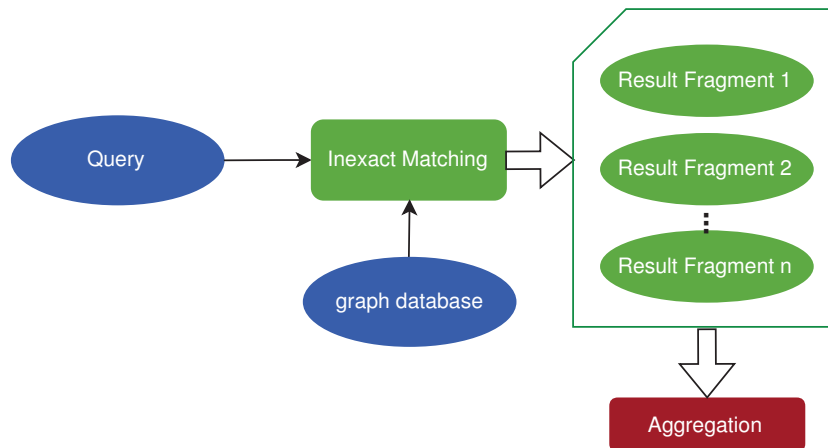 Query
Inexact Matching
graph database
Result Fragment 1
Result Fragment 2
Result Fragment n
Aggregation